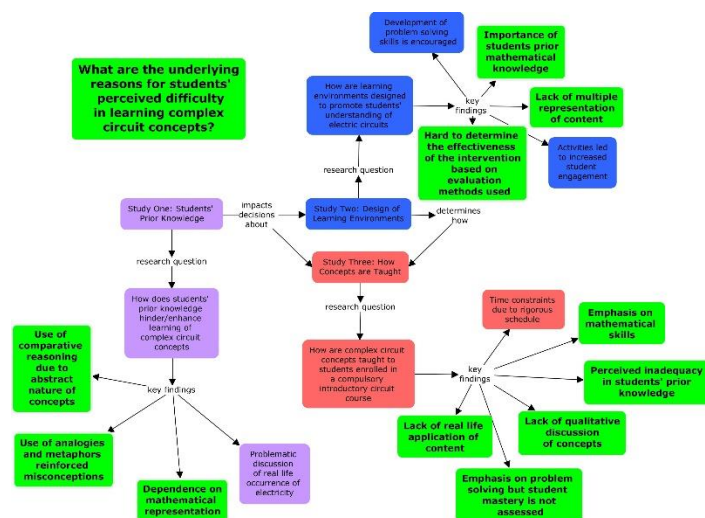 What are the underlying
reasons for students'
perceived difficulty
in learning complex
circuit concepts?
Development of
problem solving
skills is encouraged
Importance of
students prior
mathematical
knowledge
How are learning
environments designed
to promote students'
understanding of
electric circuits
key
findings
Lack of multiple
representation
of content
Hard to determine
the effectiveness
of the intervention
based on
evaluation
methods used
Activities led
to increased
student
engagement
research
question
Study One: Students'
Prior Knowledge
impacts
decisions
about
Study Two: Design of
Learning Environments
determines
how
Study Three: How
Concepts are Taught
research question
How does students'
prior knowledge
hinder/enhance
learning of
complex circuit
concepts
research question
How are complex circuit
concepts taught to
students enrolled in
a compulsory
introductory circuit
course
Time constraints
due to rigorous
schedule
Emphasis on
mathematical
skills
key
findings
Perceived inadequacy
in students' prior
knowledge
Use of
comparative
reasoning
due to
abstract
nature of
concepts
key findings
Lack of real life
application of
content
Lack of qualitative
discussion
of concepts
Use of analogies
and metaphors
reinforced
misconceptions
Problematic
discussion
of real life
occurrence of
electricity
Dependence on
mathematical
representation
Emphasis on problem
solving but student
mastery is not
assessed